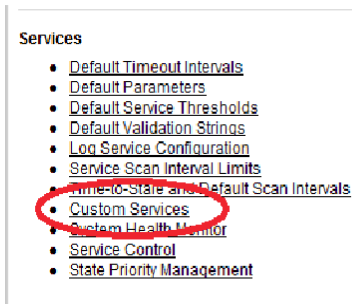 Services
Default Timeout Intervals
Default Parameters
Default Service Thresholds
Default Validation Strings
Log Service Configuration
Service Scan Interval Limits
Time-to-Stale and Default Scan Intervals
Custom Services
System Health Monitor
Service Control
State Priority Management